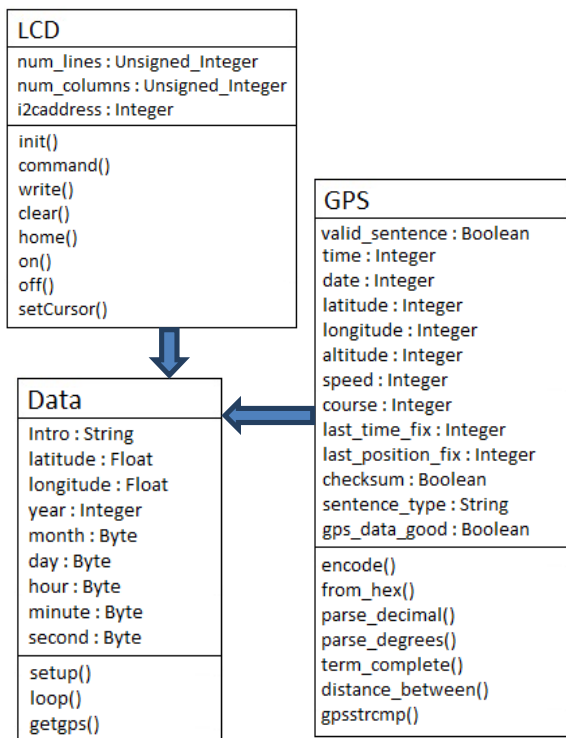 LCD
num_lines : Unsigned_Integer
num_columns : Unsigned_Integer
i2caddress : Integer
init()
command()
write()
clear()
home()
on()
off()
setCursor()
GPS
valid_sentence : Boolean
time : Integer
date : Integer
latitude : Integer
longitude : Integer
altitude : Integer
speed : Integer
course : Integer
last_time_fix : Integer
last_position_fix : Integer
checksum : Boolean
sentence_type : String
gps_data_good : Boolean
encode()
from_hex()
parse_decimal()
parse_degrees()
term_complete()
distance_between()
gpsstrcmp()
Data
Intro : String
latitude : Float
longitude : Float
year : Integer
month : Byte
day : Byte
hour : Byte
minute : Byte
second : Byte
setup()
loop()
getgps()